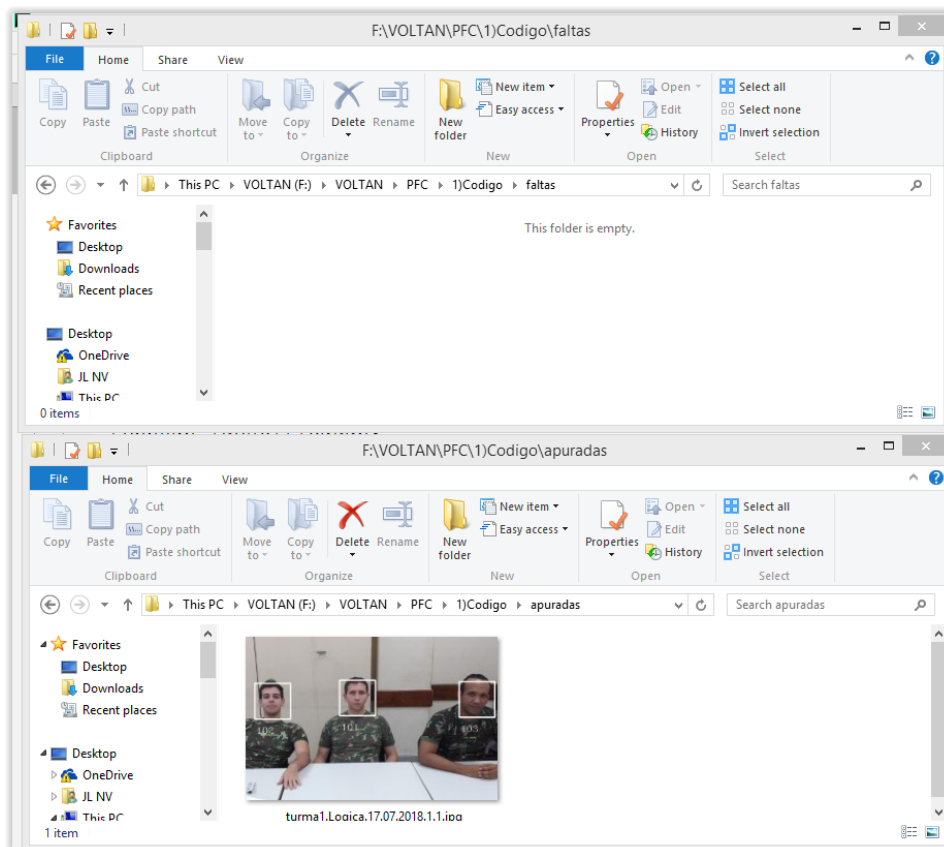 F:\VOLTAN\PFC\1)Codigo\faltas
File Home Share View
Copy Paste Cut Copy path Paste shortcut Move to Copy to Delete Rename New folder New item Easy access Properties Open Edit History Select all Select none Invert selection
Clipboard Organize New Open Select
This PC VOLTAN (F:) VOLTAN PFC 1)Codigo faltas Search faltas
Favorites
This folder is empty.
Desktop
Downloads
Recent places
Desktop
OneDrive
JL NV
This PC
0 items
F:\VOLTAN\PFC\1)Codigo\apuradas
File Home Share View
Copy Paste Cut Copy path Paste shortcut Move to Copy to Delete Rename New folder New item Easy access Properties Open Edit History Select all Select none Invert selection
Clipboard Organize New Open Select
This PC VOLTAN (F:) VOLTAN PFC 1)Codigo apuradas Search apuradas
Favorites
Desktop
Downloads
Recent places
Desktop
OneDrive
JL NV
This PC
102 101 103
turma1.Logica.17.07.2018.1.1.jpg
1 item